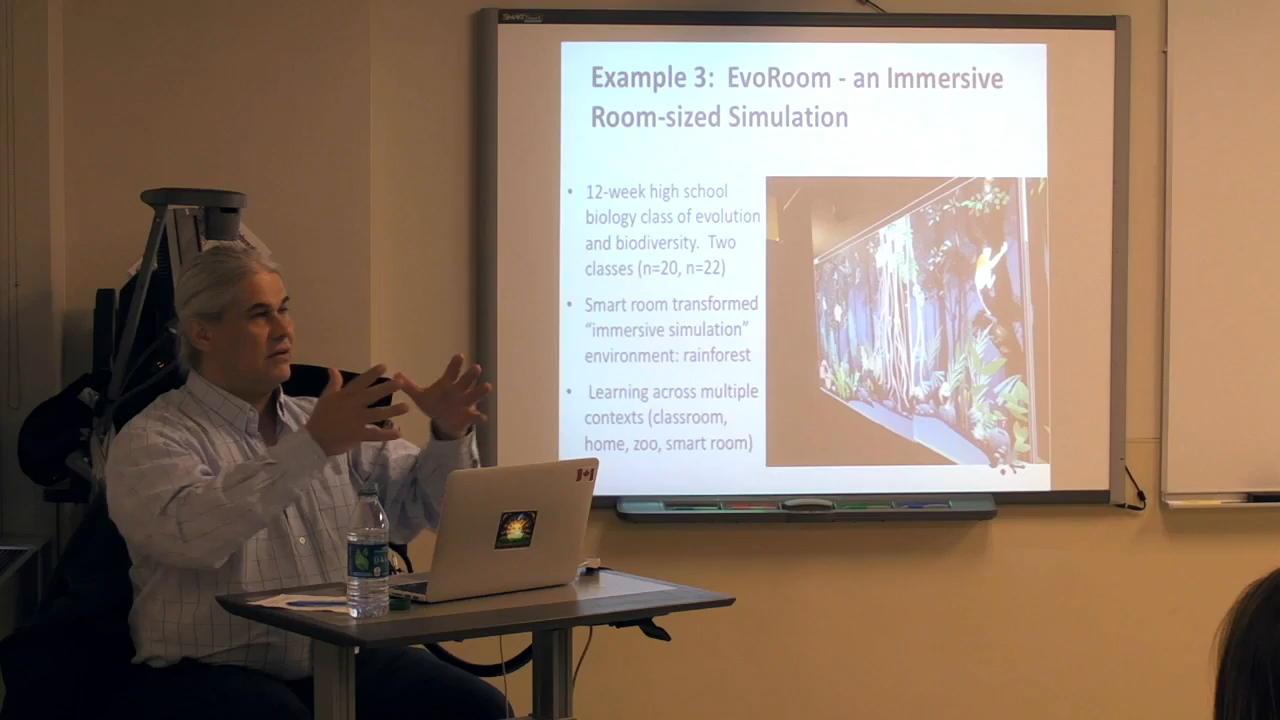 SMART
Example 3:  EvoRoom - an Immersive
Room-sized Simulation
• 12-week high school
biology class of evolution
and biodiversity.  Two
classes (n=20, n=22)
• Smart room transformed
“immersive simulation”
environment: rainforest
• Learning across multiple
contexts (classroom,
home, zoo, smart room)